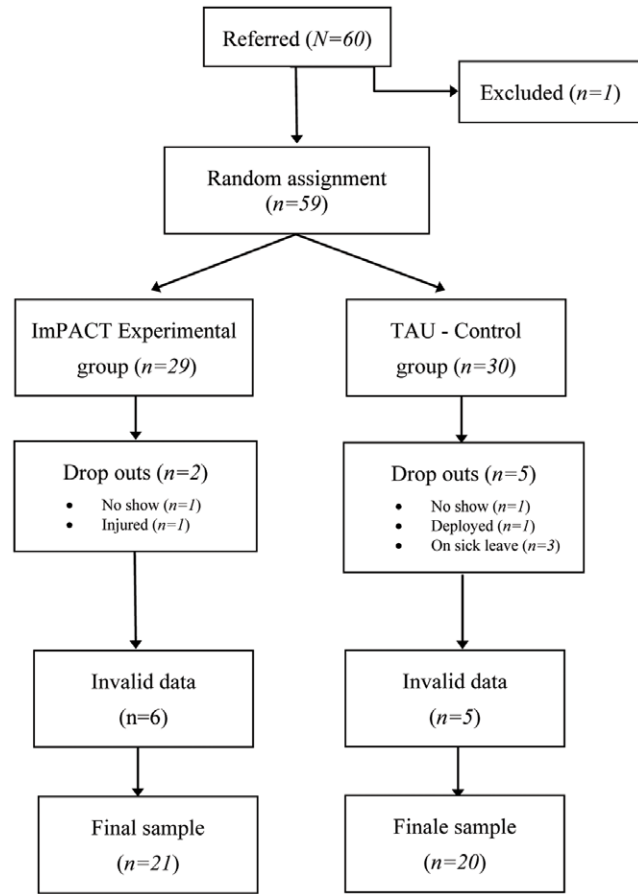 Referred (N=60)
Excluded (n=1)
Random assignment
(n=59)
ImPACT Experimental
group (n=29)
TAU - Control
group (n=30)
Drop outs (n=2)
• No show (n=1)
• Injured (n=1)
Drop outs (n=5)
• No show (n=1)
• Deployed (n=1)
• On sick leave (n=3)
Invalid data
(n=6)
Invalid data
(n=5)
Final sample
(n=21)
Finale sample
(n=20)